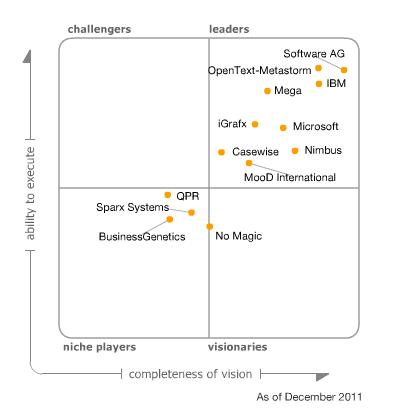 challengers
leaders
Software AG
OpenText-Metastorm
IBM
Mega
iGrafx
Microsoft
Casewise
Nimbus
MooD International
QPR
Sparx Systems
BusinessGenetics
No Magic
ability to execute
niche players
visionaries
completeness of vision
As of December 2011